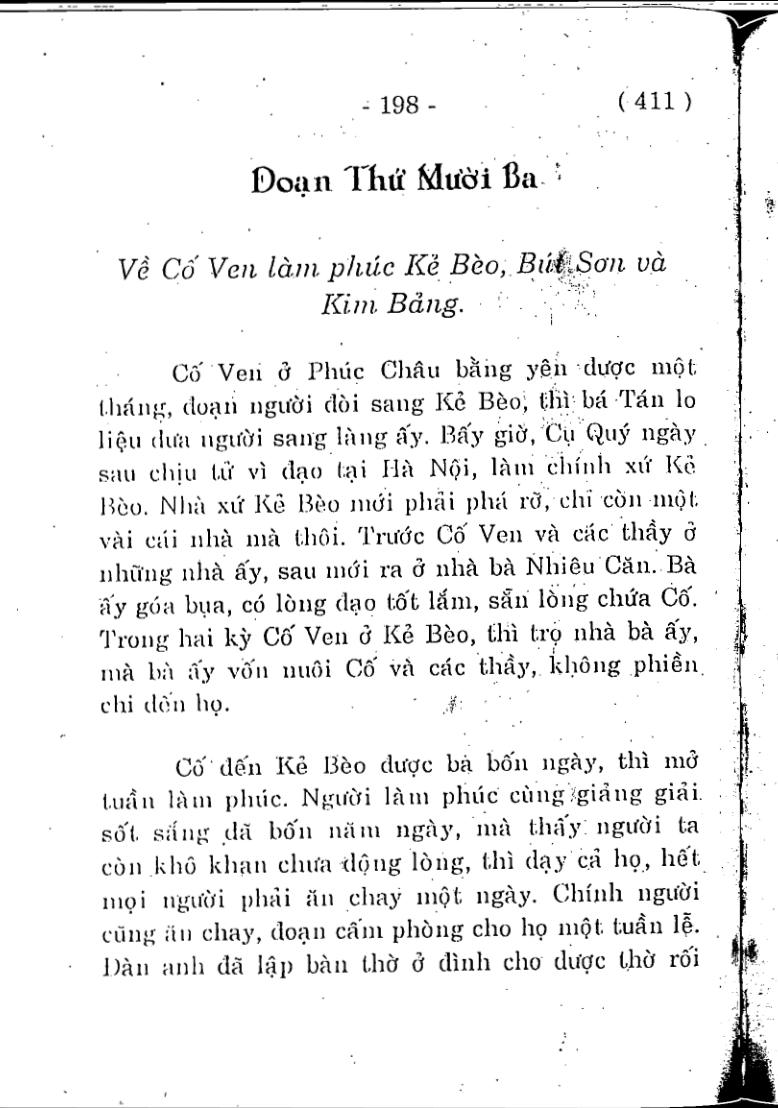 - 198 -
( 411 )
Đoạn Thứ Mười Ba
Về Cố Ven làm phúc Kẻ Bèo, Bút Sơn và
Kim Bảng.
Cố Ven ở Phúc Châu bằng yên được một
tháng, đoạn người đòi sang Kẻ Bèo, thì bá Tán lo
liệu đưa người sang làng ấy. Bấy giờ, Cụ Quý ngày
sau chịu tử vì đạo tại Hà Nội, làm chính xứ Kẻ
Bèo. Nhà xứ Kẻ Bèo mới phải phá rỡ, chỉ còn một
vài cái nhà mà thôi. Trước Cố Ven và các thầy ở
những nhà ấy, sau mới ra ở nhà bà Nhiêu Căn. Bà
ấy góa bụa, có lòng đạo tốt lắm, sẵn lòng chứa Cố.
Trong hai kỳ Cố Ven ở Kẻ Bèo, thì trọ nhà bà ấy,
mà bà ấy vốn nuôi Cố và các thầy, không phiền
chi đến họ.
Cố đến Kẻ Bèo được ba bốn ngày, thì mở
tuần làm phúc. Người làm phúc cùng giảng giải
sốt sắng đã bốn năm ngày, mà thấy người ta
còn khô khan chưa động lòng, thì dạy cả họ, hết
mọi người phải ăn chay một ngày. Chính người
cũng ăn chay, đoạn cấm phòng cho họ một tuần lễ.
Đàn anh đã lập bàn thờ ở đình cho được thờ rối